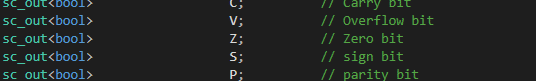 sc_out<bool> C; // Carry bit
sc_out<bool> V; // Overflow bit
sc_out<bool> Z; // Zero bit
sc_out<bool> S; // sign bit
sc_out<bool> P; // parity bit